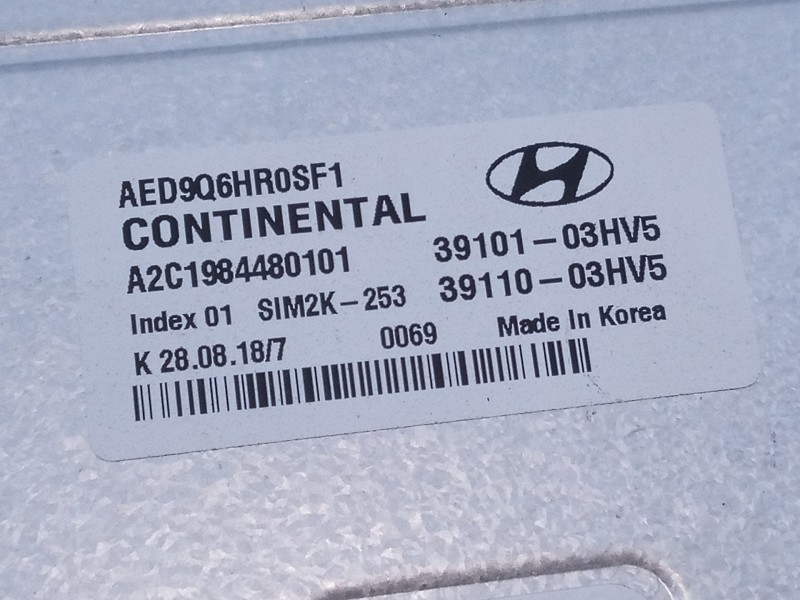 AED9Q6HR0SF1
CONTINENTAL
A2C1984480101
39101-03HV5
Index 01 SIM2K-253
39110-03HV5
K 28.08.18/7
0069
Made In Korea